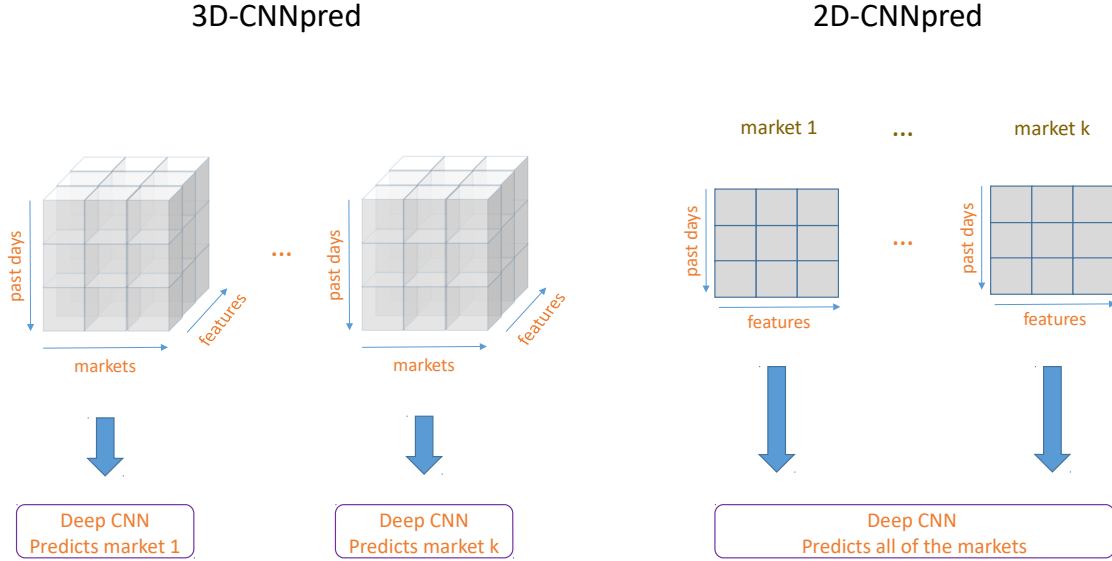 3D-CNNpred
2D-CNNpred
market 1
...
market k
past days
markets
features
...
past days
markets
features
past days
features
...
past days
features
Deep CNN
Predicts market 1
Deep CNN
Predicts market k
Deep CNN
Predicts all of the markets